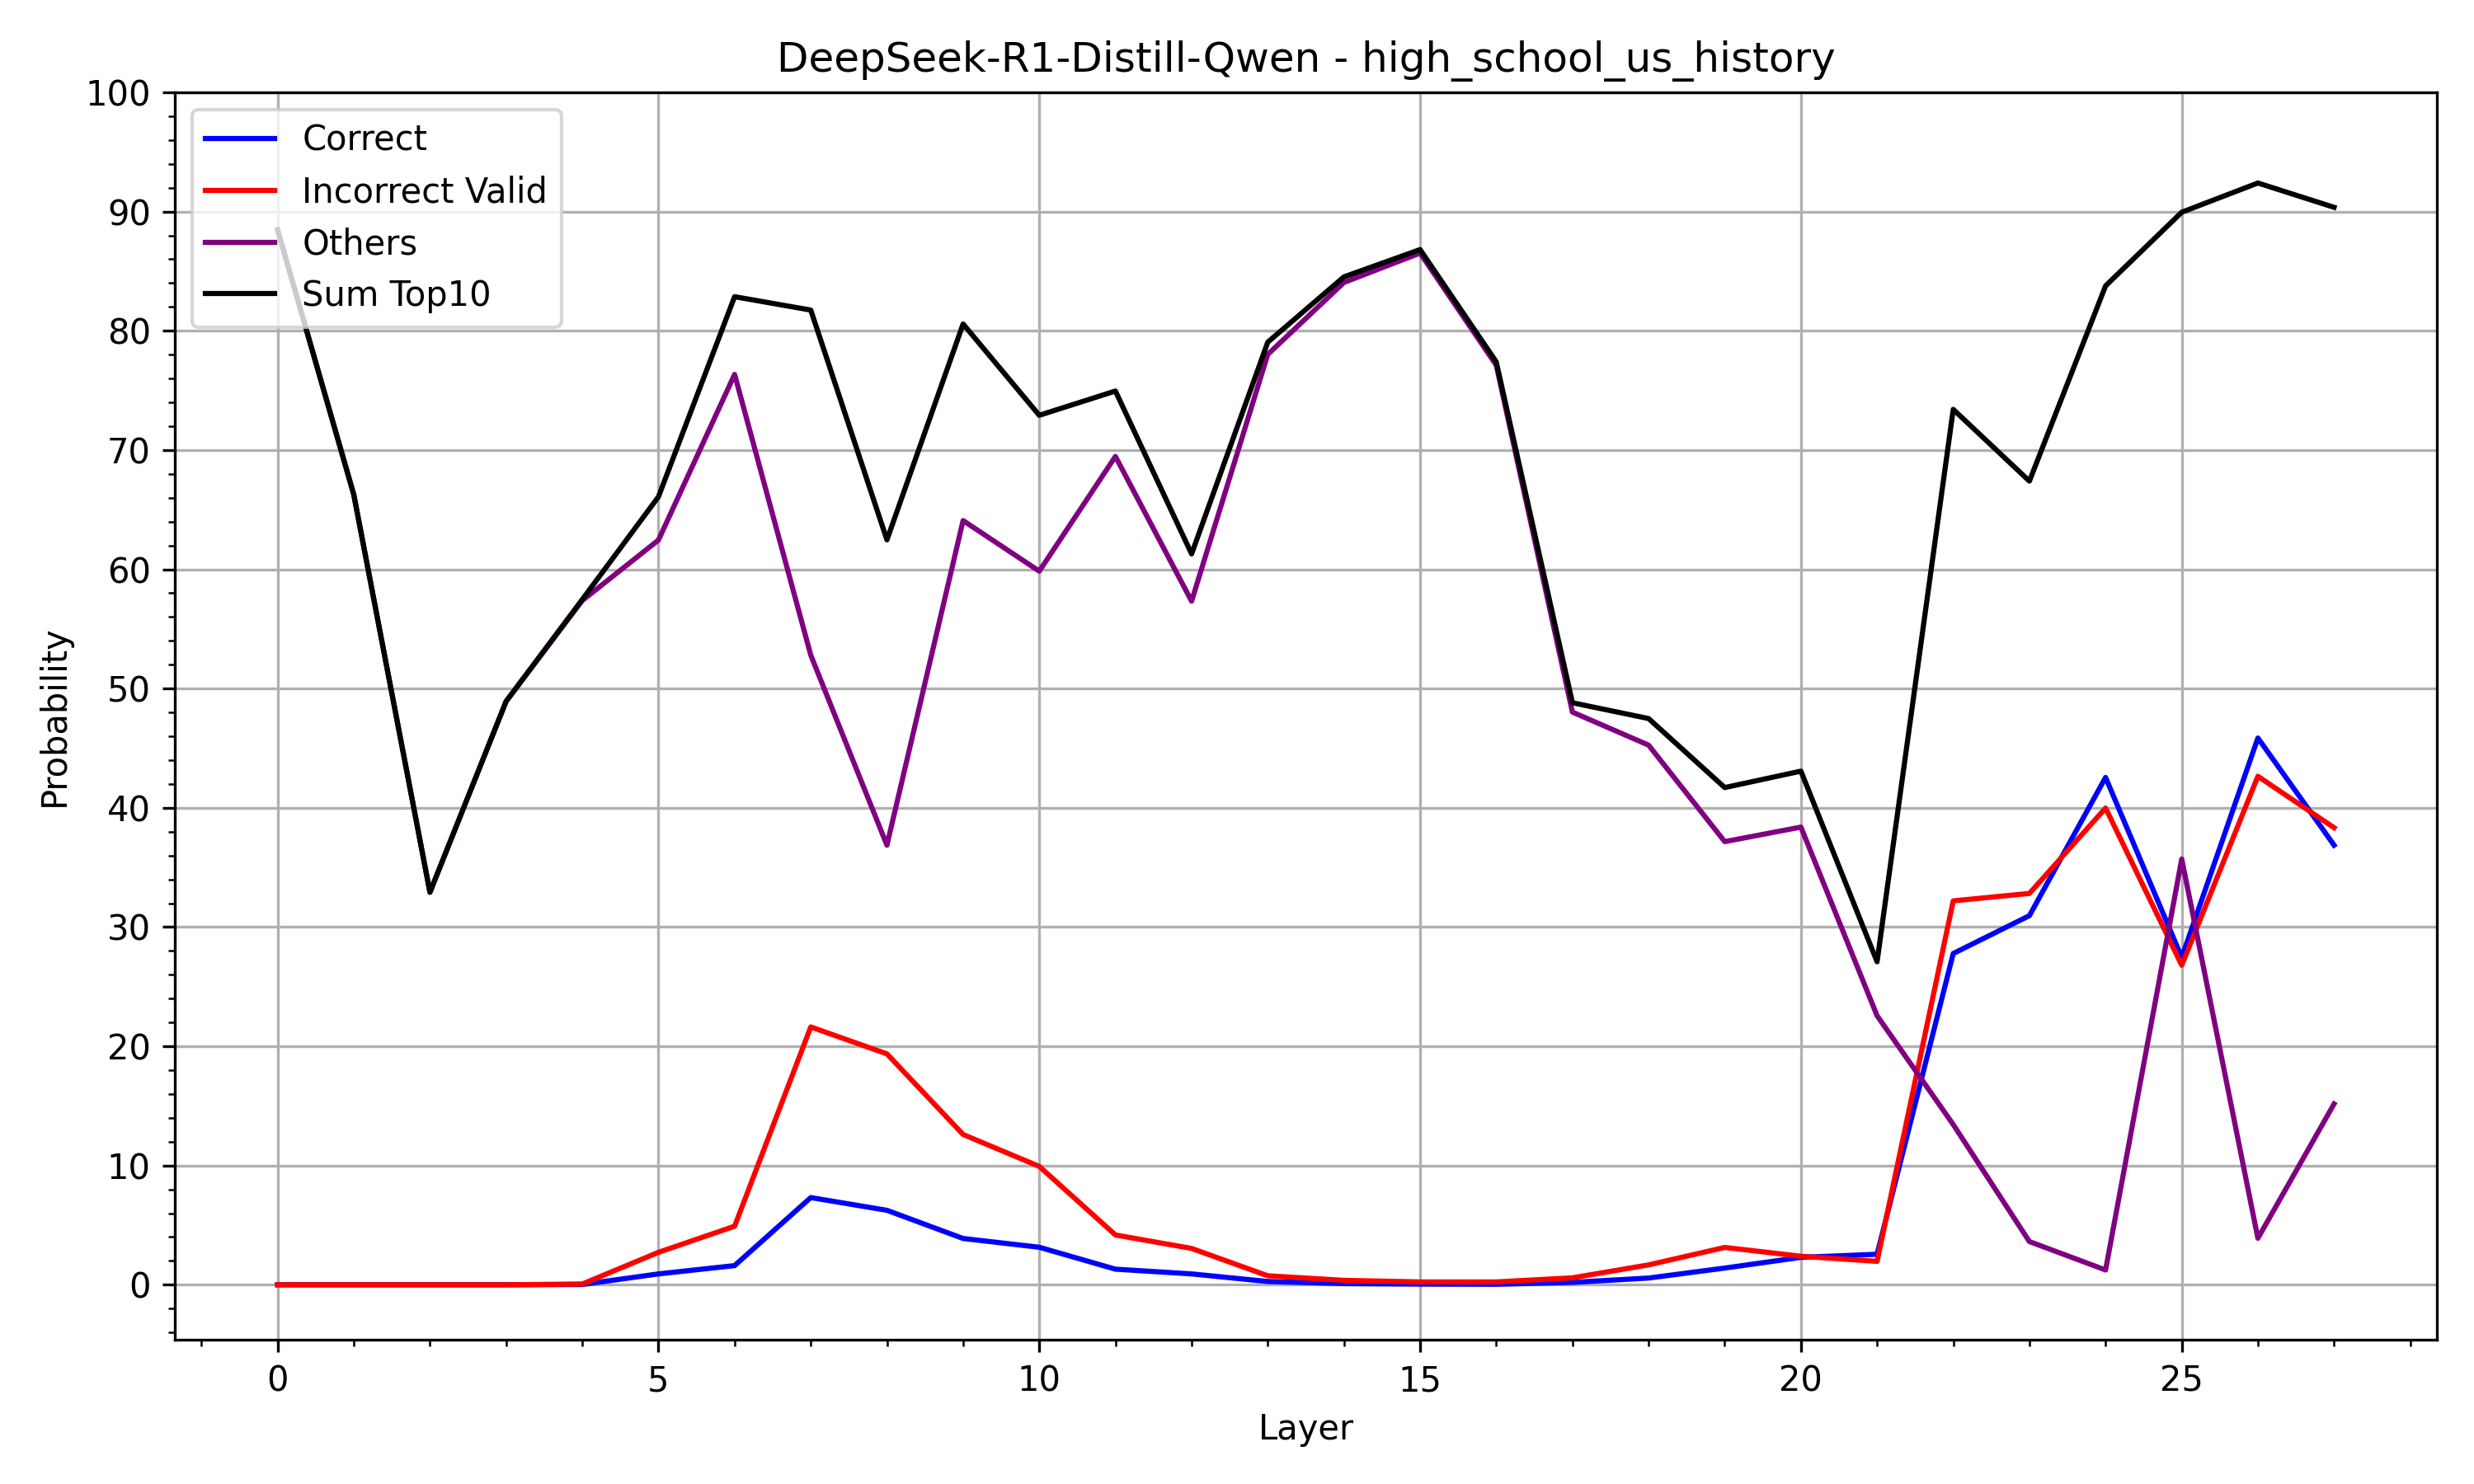 DeepSeek-R1-Distill-Qwen - high_school_us_history
Correct
Incorrect Valid
Others
Sum Top10
Probability
100
90
80
70
60
50
40
30
20
10
0
0 5 10 15 20 25
Layer